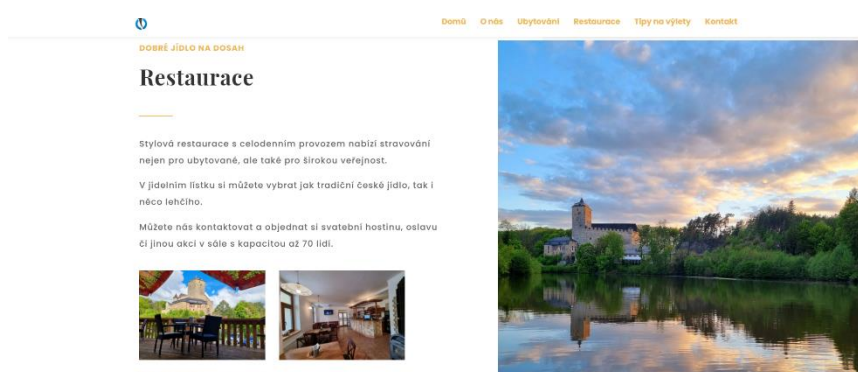 Domů O nás Ubytování Restaurace Tipy na výlety Kontakt
DOBRÉ JÍDLO NA DOSAH
Restaurace
Stylová restaurace s celodenním provozem nabízí stravování
nejen pro ubytované, ale také pro širokou veřejnost.
V jídelním lístku si můžete vybrat jak tradiční české jídlo, tak i
něco lehčího.
Můžete nás kontaktovat a objednat si svatební hostinu, oslavu
či jinou akci v sále s kapacitou až 70 lidí.